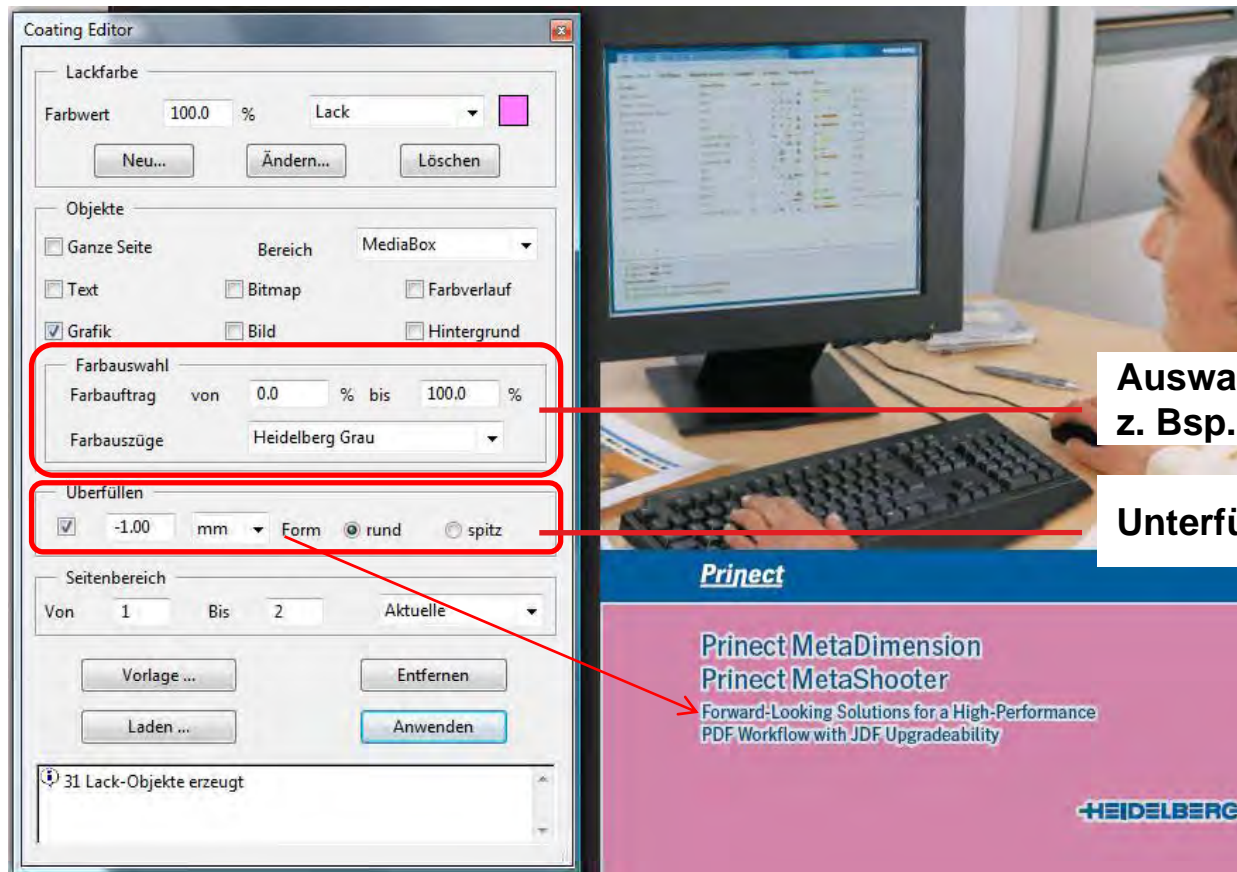 Coating Editor
Lackfarbe
Farbwert 100.0 % Lack
Neu... Ändern... Löschen
Objekte
Ganze Seite Bereich MediaBox
Text Bitmap Farbverlauf
Grafik Bild Hintergrund
Farbauswahl
Farbauftrag von 0.0 % bis 100.0 %
Farbauszüge Heidelberg Grau
Überfüllen
-1.00 mm Form rund spitz
Seitenbereich
Von 1 Bis 2 Aktuelle
Vorlage ... Entfernen
Laden ... Anwenden
31 Lack-Objekte erzeugt
Auswa
z. Bsp.
Unterfü
Prinect
Prinect MetaDimension
Prinect MetaShooter
Forward-Looking Solutions for a High-Performance
PDF Workflow with JDF Upgradeability
HEIDELBERG